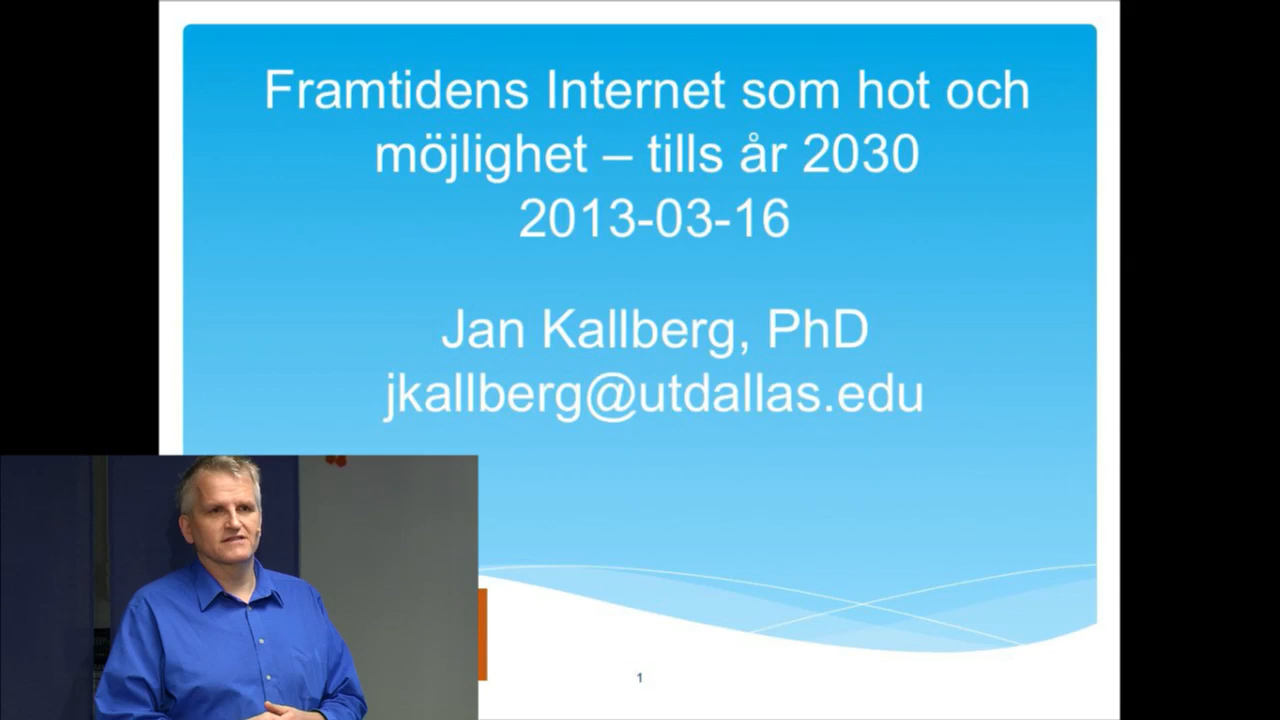 Framtidens Internet som hot och
möjlighet – tills år 2030
2013-03-16
Jan Kallberg, PhD
jkallberg@utdallas.edu
1